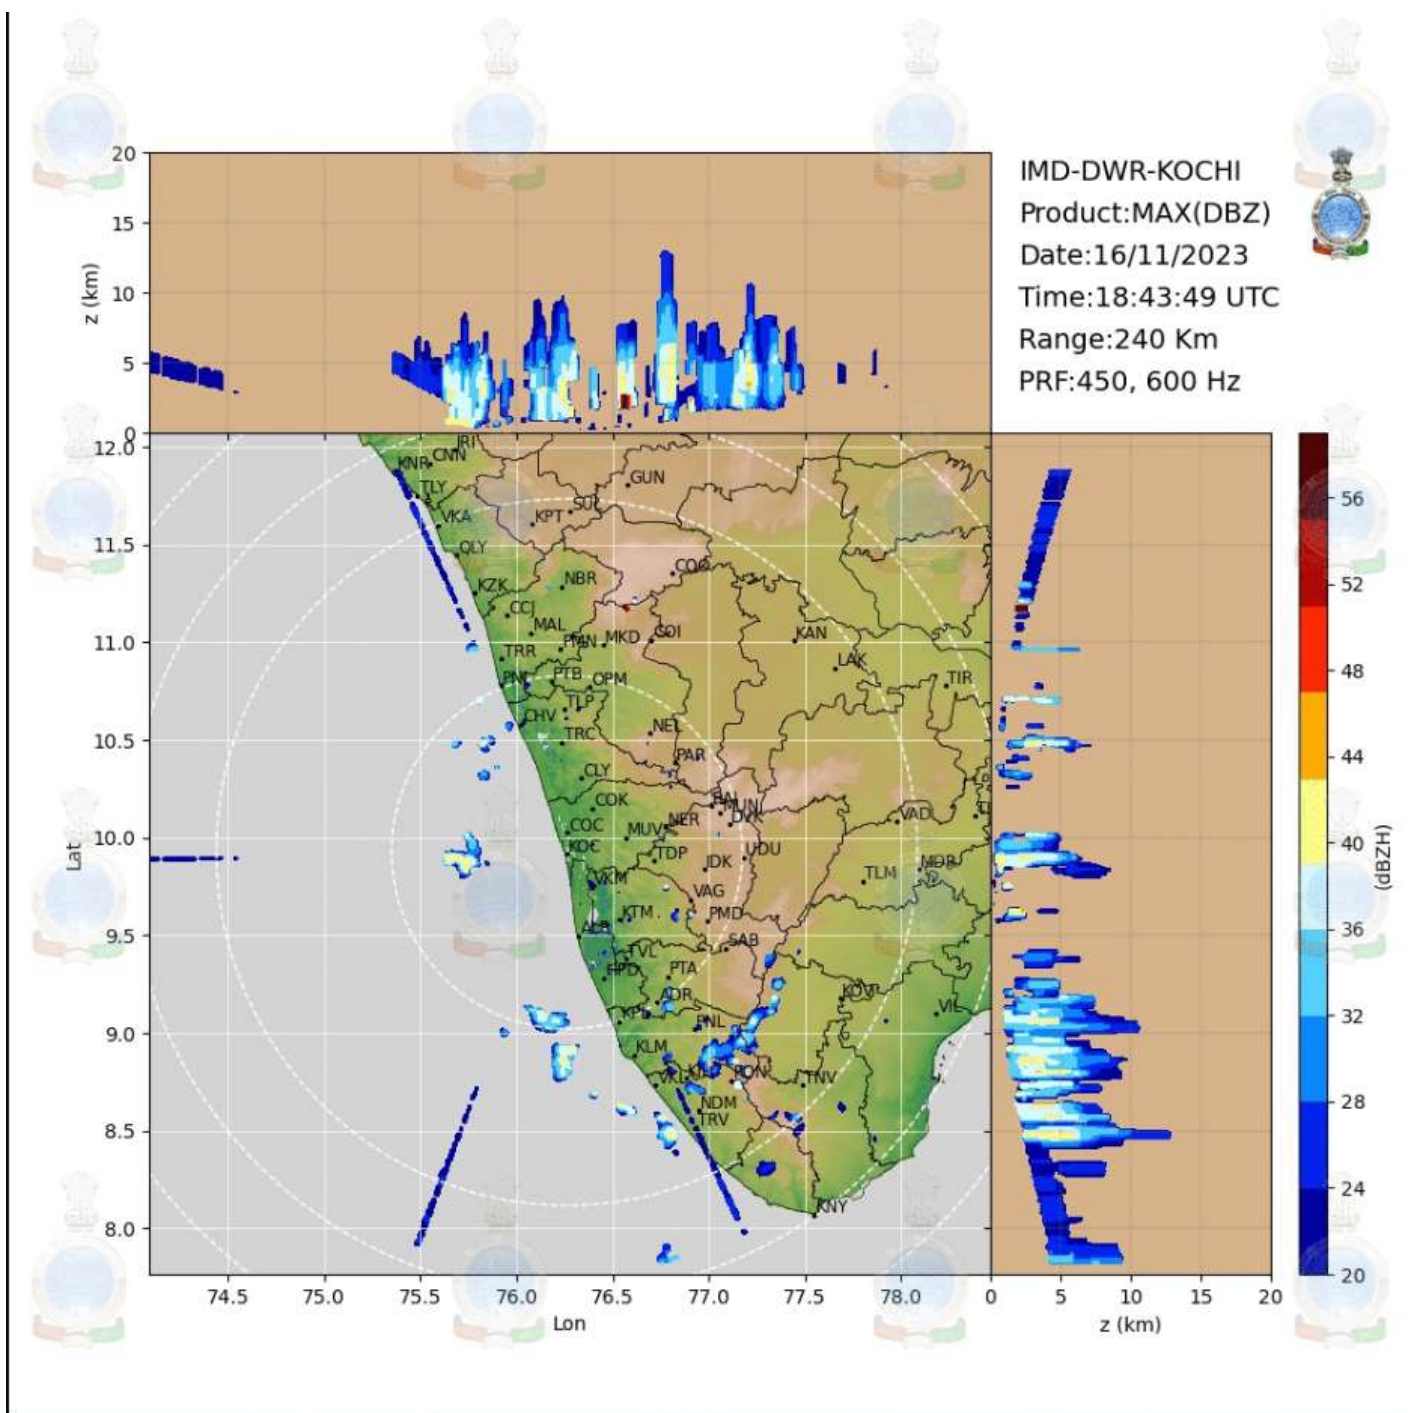 IMD-DWR-KOCHI
Product:MAX(DBZ)
Date:16/11/2023
Time:18:43:49 UTC
Range:240 Km
PRF:450, 600 Hz
20
15
10
5
0
z (km)
12.0
11.5
11.0
10.5
10.0
9.5
9.0
8.5
8.0
Lat
JRI
CNN
KNR
TLY
GUN
VKA
KPT
QLY
COO
KZK
NBR
CCJ
MAL
PMN
MKD
COI
KAN
TRR
LAK
PTB
OPM
TIR
TLP
CHV
TRC
NEL
PAR
CLY
COK
MUN
DVK
VAD
COC
MUV
NER
KOC
TDP
IDK
UDU
TLM
MDR
VKM
VAG
KTM
PMD
ALP
SAB
TVL
PTA
HPD
ADR
KOV
VIL
PNL
KLM
VKL
PON
TNV
NDM
TRV
KNY
74.5 75.0 75.5 76.0 76.5 77.0 77.5 78.0
Lon
0 5 10 15 20
z (km)
56
52
48
44
40
36
32
28
24
20
(dBZH)